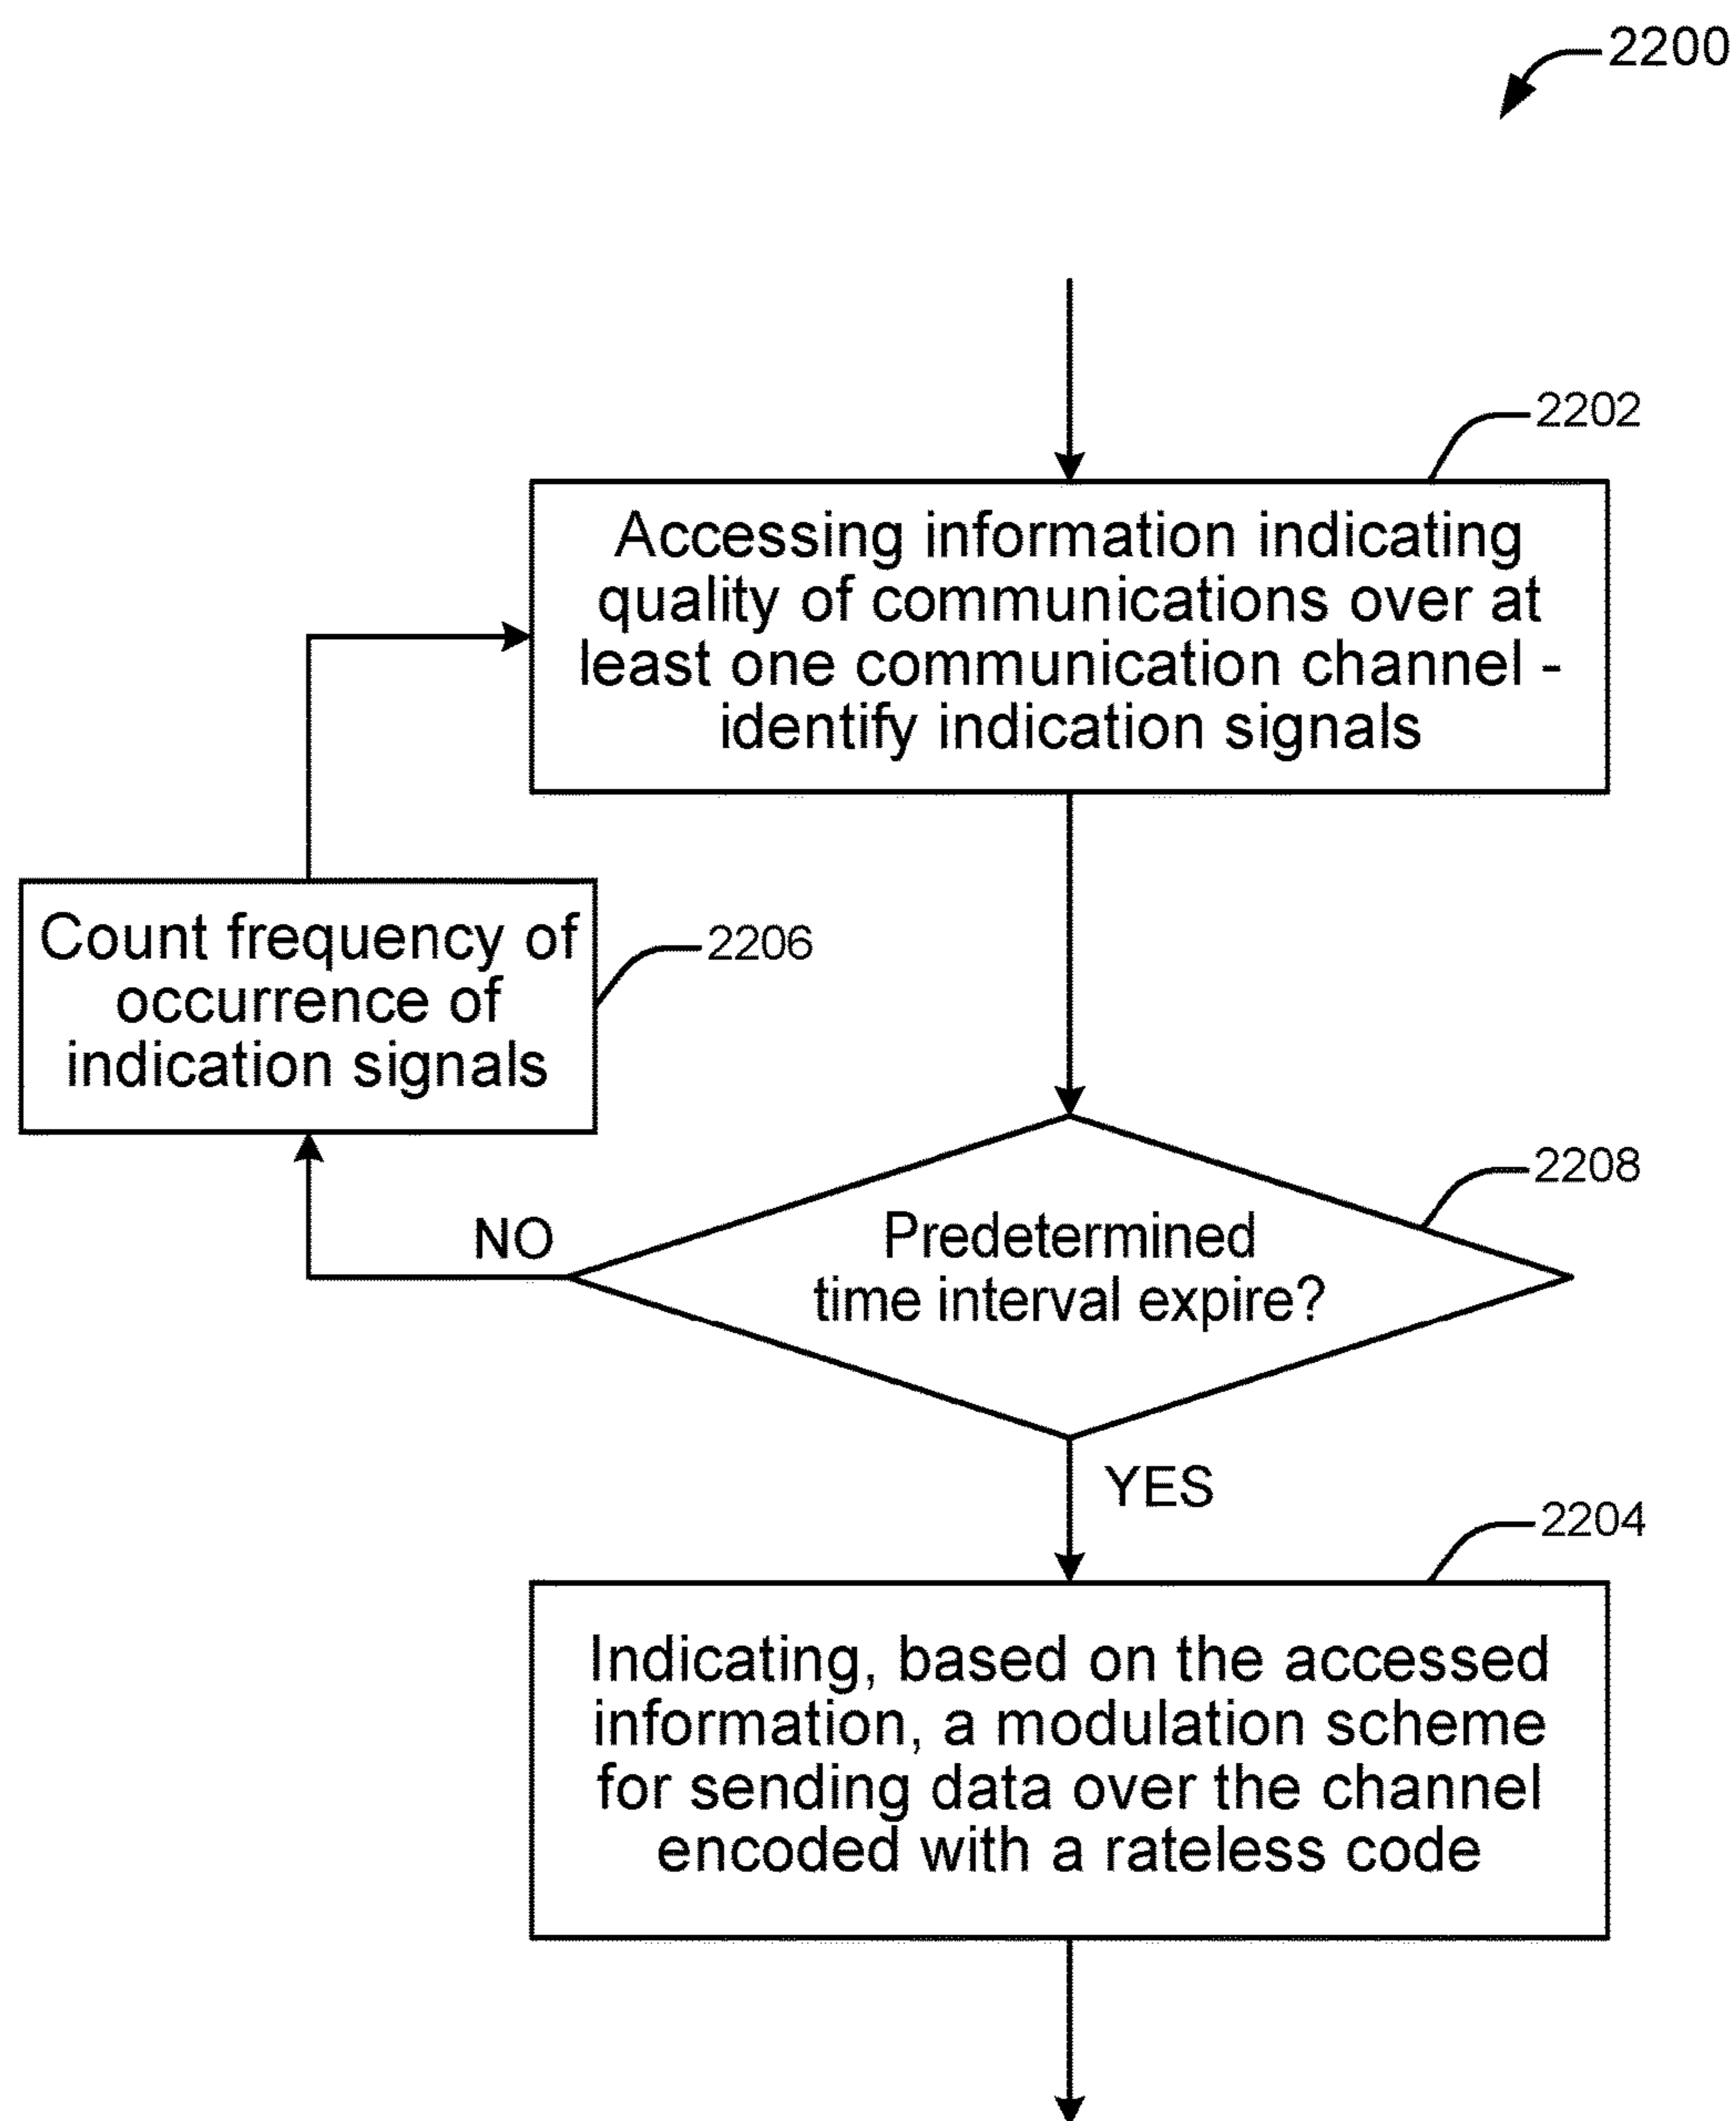 2200
2202
Accessing information indicating
quality of communications over at
least one communication channel -
identify indication signals
Count frequency of
occurrence of
indication signals
2206
2208
Predetermined
time interval expire?
NO
YES
2204
Indicating, based on the accessed
information, a modulation scheme
for sending data over the channel
encoded with a rateless code